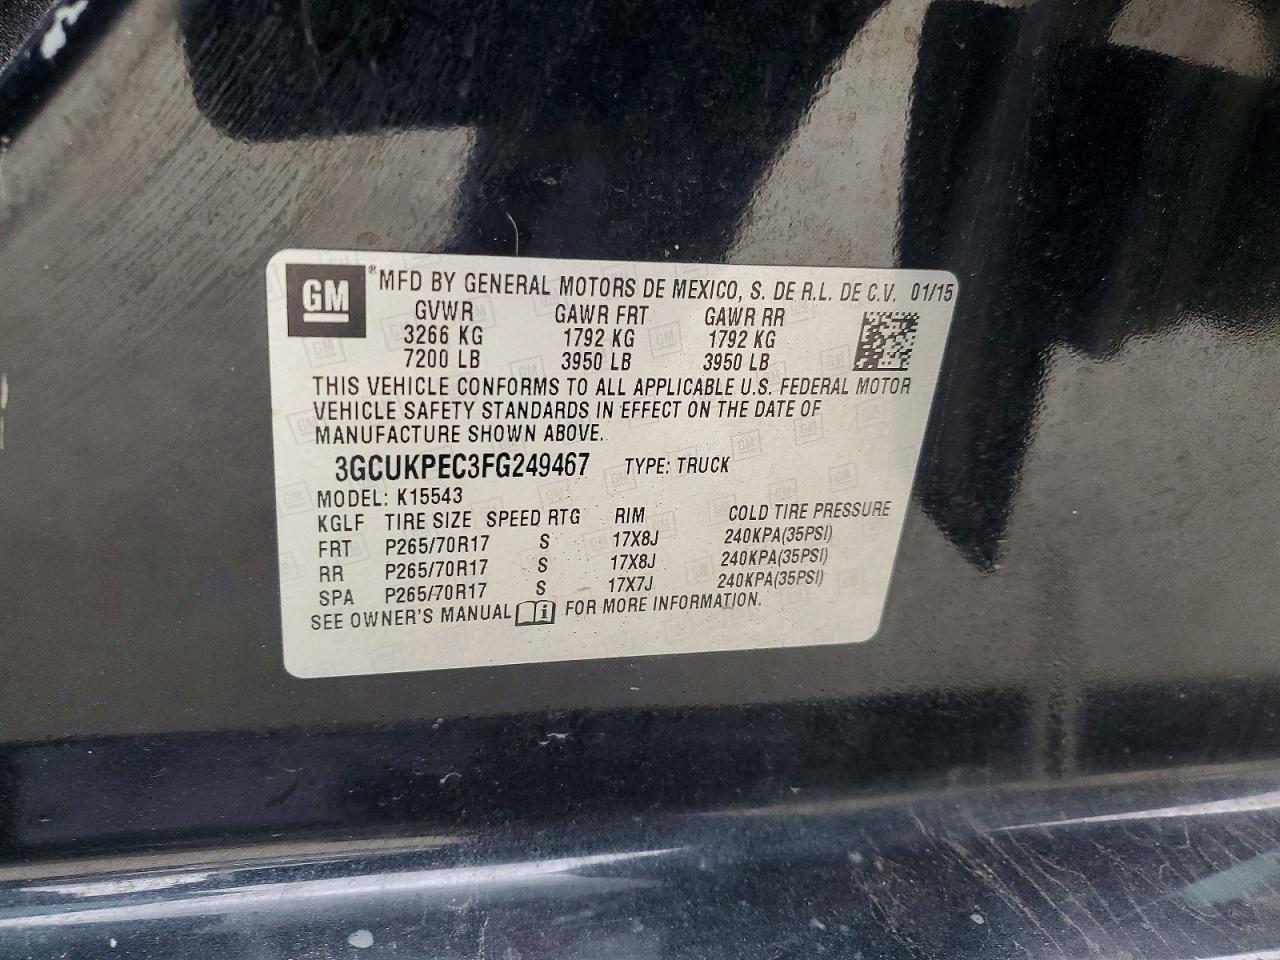 GM ® MFD BY GENERAL MOTORS DE MEXICO, S. DE R.L. DE C.V. 01/15
GVWR GAWR FRT GAWR RR
3266 KG 1792 KG 1792 KG
7200 LB 3950 LB 3950 LB
THIS VEHICLE CONFORMS TO ALL APPLICABLE U.S. FEDERAL MOTOR
VEHICLE SAFETY STANDARDS IN EFFECT ON THE DATE OF
MANUFACTURE SHOWN ABOVE.
3GCUKPEC3FG249467 TYPE: TRUCK
MODEL: K15543
KGLF TIRE SIZE SPEED RTG RIM COLD TIRE PRESSURE
FRT P265/70R17 S 17X8J 240KPA(35PSI)
RR P265/70R17 S 17X8J 240KPA(35PSI)
SPA P265/70R17 S 17X7J 240KPA(35PSI)
SEE OWNER'S MANUAL i FOR MORE INFORMATION.